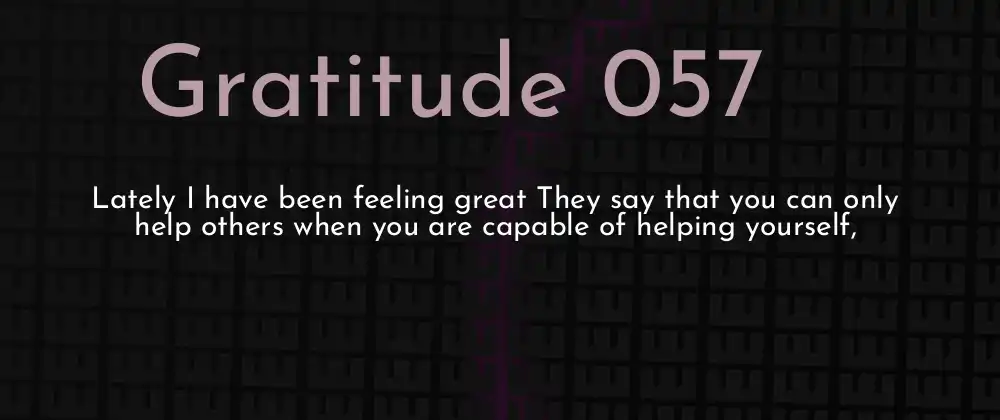 Gratitude 057
Lately I have been feeling great They say that you can only
help others when you are capable of helping yourself,